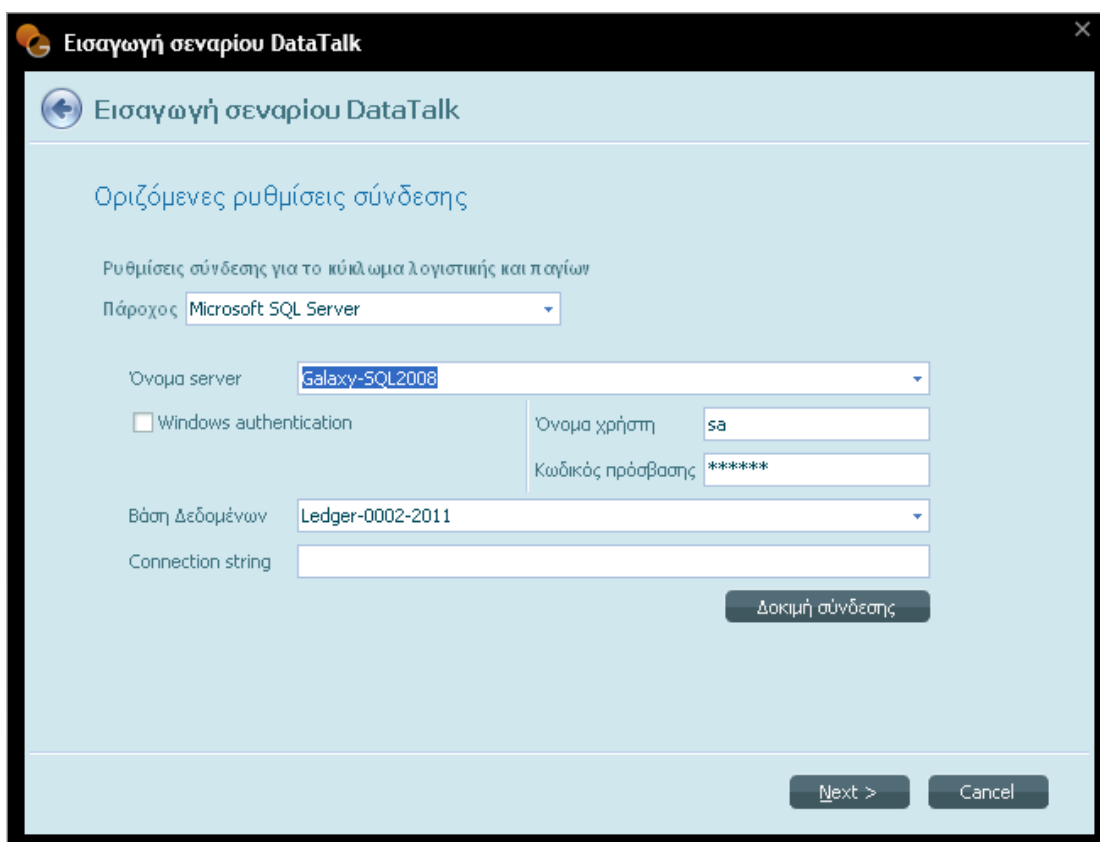 Εισαγωγή σεναρίου DataTalk
Εισαγωγή σεναρίου DataTalk
Οριζόμενες ρυθμίσεις σύνδεσης
Ρυθμίσεις σύνδεσης για το κύκλωμα λογιστικής και παγίων
Πάροχος Microsoft SQL Server
Όνομα server Galaxy-SQL2008
Windows authentication Όνομα χρήστη sa
Κωδικός πρόσβασης ******
Βάση Δεδομένων Ledger-0002-2011
Connection string
Δοκιμή σύνδεσης
Next > Cancel